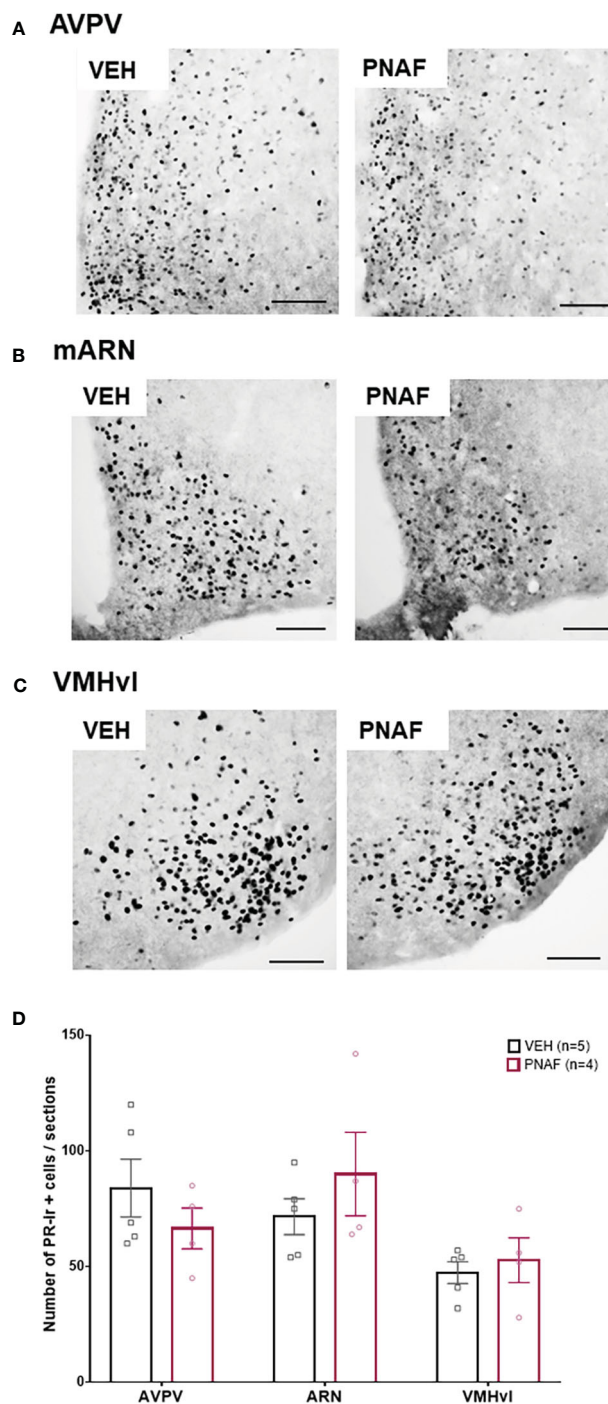 A AVPV
VEH PNAF
B mARN
VEH PNAF
C VMHvl
VEH PNAF
D
150
100
50
0
Number of PR-Ir + cells / sections
VEH (n=5)
PNAF (n=4)
AVPV ARN VMHvl